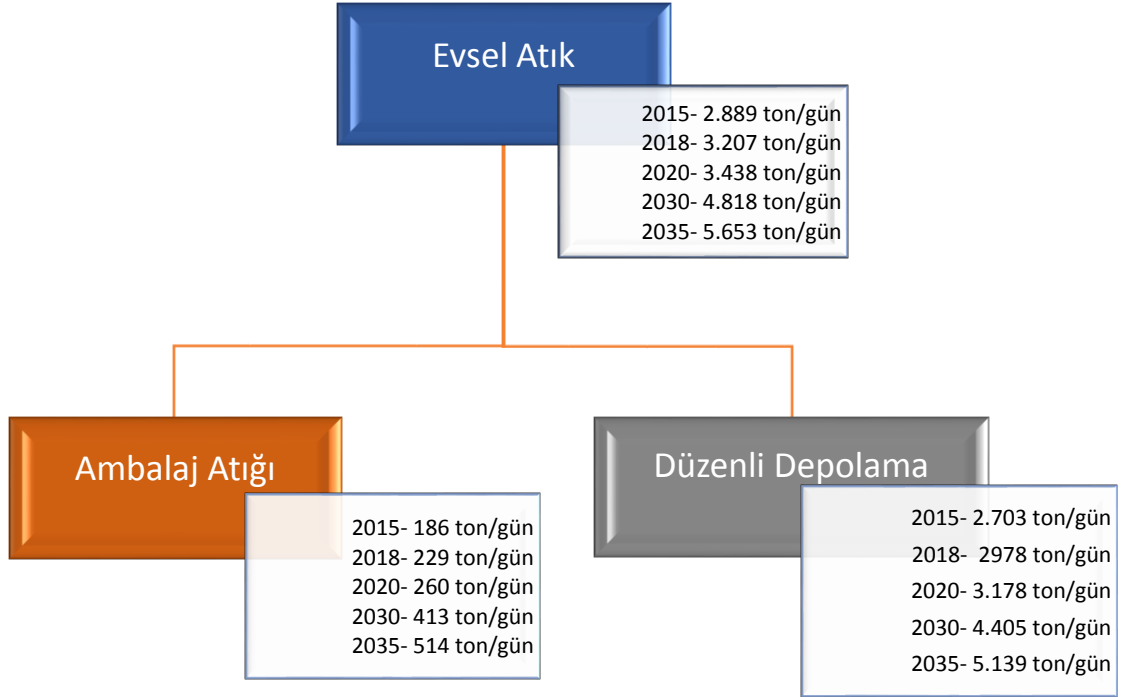 Evsel Atık
2015- 2.889 ton/gün
2018- 3.207 ton/gün
2020- 3.438 ton/gün
2030- 4.818 ton/gün
2035- 5.653 ton/gün
Ambalaj Atığı
2015- 186 ton/gün
2018- 229 ton/gün
2020- 260 ton/gün
2030- 413 ton/gün
2035- 514 ton/gün
Düzenli Depolama
2015- 2.703 ton/gün
2018- 2978 ton/gün
2020- 3.178 ton/gün
2030- 4.405 ton/gün
2035- 5.139 ton/gün